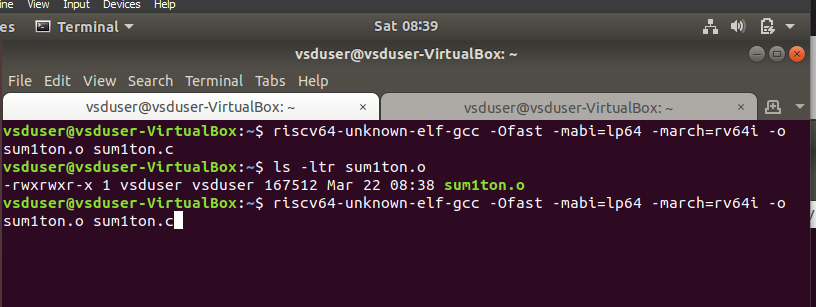 ine View Input Devices Help
es Terminal Sat 08:39
vsduser@vsduser-VirtualBox: ~
File Edit View Search Terminal Tabs Help
vsduser@vsduser-VirtualBox: ~ × vsduser@vsduser-VirtualBox: ~ ×
vsduser@vsduser-VirtualBox:~$ riscv64-unknown-elf-gcc -Ofast -mabi=lp64 -march=rv64i -o
sum1ton.o sum1ton.c
vsduser@vsduser-VirtualBox:~$ ls -ltr sum1ton.o
-rwxrwxr-x 1 vsduser vsduser 167512 Mar 22 08:38 sum1ton.o
vsduser@vsduser-VirtualBox:~$ riscv64-unknown-elf-gcc -Ofast -mabi=lp64 -march=rv64i -o
sum1ton.o sum1ton.c